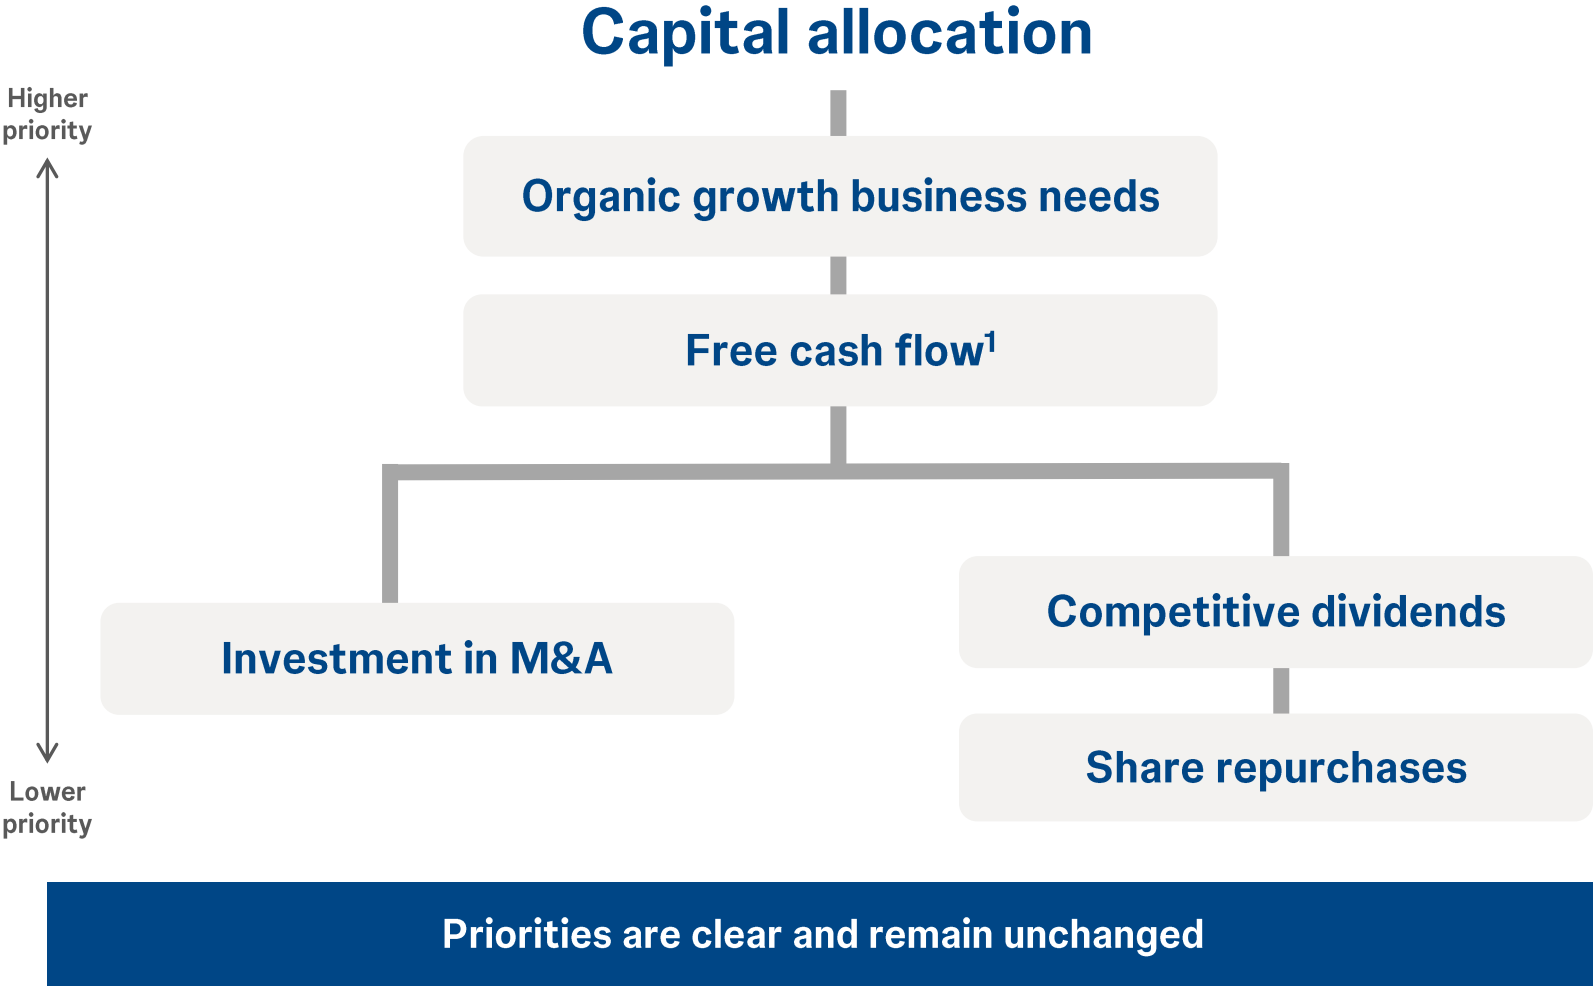 Capital allocation
Higher
priority
Organic growth business needs
Free cash flow¹
Competitive dividends
Investment in M&A
Share repurchases
Lower
priority
Priorities are clear and remain unchanged